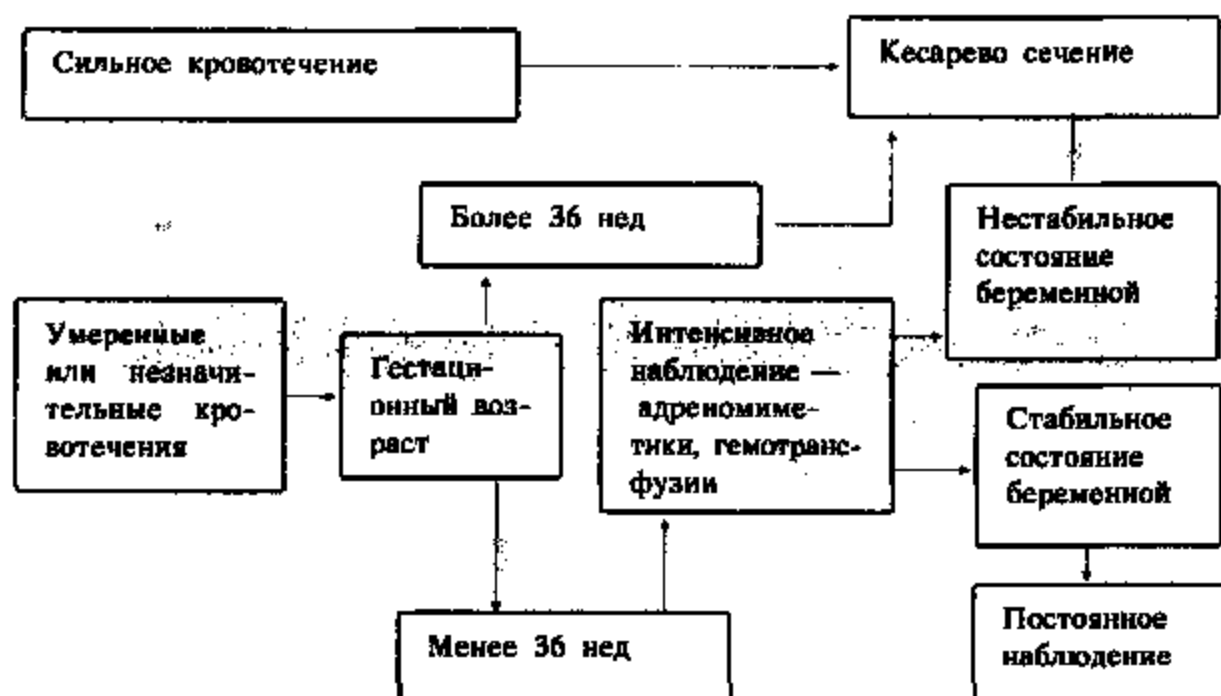 Сильное кровотечение
Кесарево сечение
Более 36 нед
Нестабильное
состояние
беременной
Умеренные
или незначи-
тельные кро-
вотечения
Гестаци-
онный воз-
раст
Интенсивное
наблюдение —
адреномиме-
тики, гемотранс-
фузии
Стабильное
состояние
беременной
Менее 36 нед
Постоянное
наблюдение